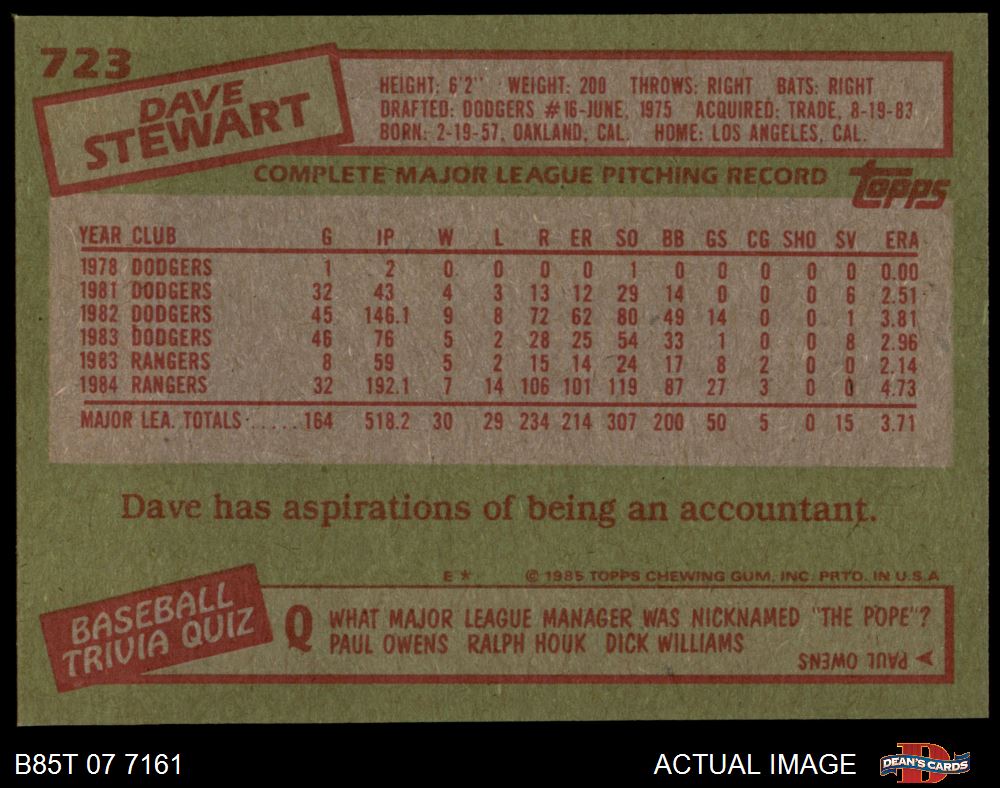 723
DAVE
STEWART
HEIGHT: 6'2" WEIGHT: 200 THROWS: RIGHT BATS: RIGHT
DRAFTED: DODGERS #16-JUNE, 1975 ACQUIRED: TRADE, 8-19-83
BORN: 2-19-57, OAKLAND, CAL. HOME: LOS ANGELES, CAL.
COMPLETE MAJOR LEAGUE PITCHING RECORD
topps
YEAR CLUB G IP W L R ER SO BB GS CG SHO SV ERA
1978 DODGERS 1 2 0 0 0 0 1 0 0 0 0 0 0.00
1981 DODGERS 32 43 4 3 13 12 29 14 0 0 0 6 2.51
1982 DODGERS 45 146.1 9 8 72 62 80 49 14 0 0 1 3.81
1983 DODGERS 46 76 5 2 28 25 54 33 1 0 0 8 2.96
1983 RANGERS 8 59 5 2 15 14 24 17 8 2 0 0 2.14
1984 RANGERS 32 192.1 7 14 106 101 119 87 27 3 0 0 4.73
MAJOR LEA. TOTALS ..... 164 518.2 30 29 234 214 307 200 50 5 0 15 3.71
Dave has aspirations of being an accountant.
E * © 1985 TOPPS CHEWING GUM, INC. PRTD. IN U.S.A
BASEBALL
TRIVIA QUIZ
Q WHAT MAJOR LEAGUE MANAGER WAS NICKNAMED "THE POPE"?
PAUL OWENS RALPH HOUK DICK WILLIAMS
PAUL OWENS
B85T 07 7161
ACTUAL IMAGE
DEAN'S CARDS